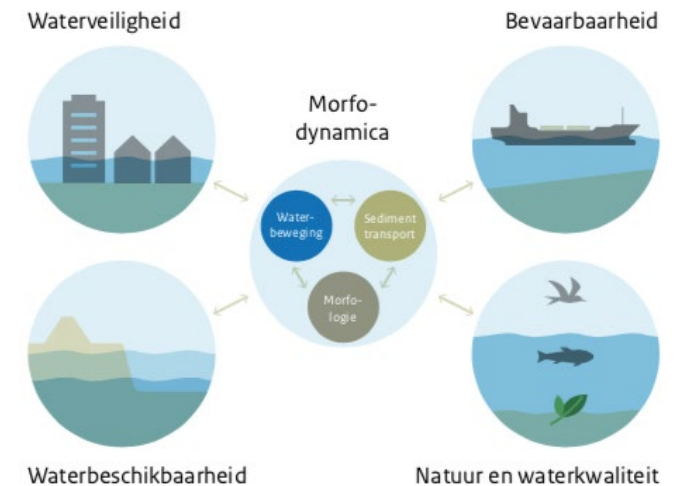 Waterveiligheid
Bevaarbaarheid
Morfo-
dynamica
Water-
beweging
Sediment
transport
Morfo-
logie
Waterbeschikbaarheid
Natuur en waterkwaliteit